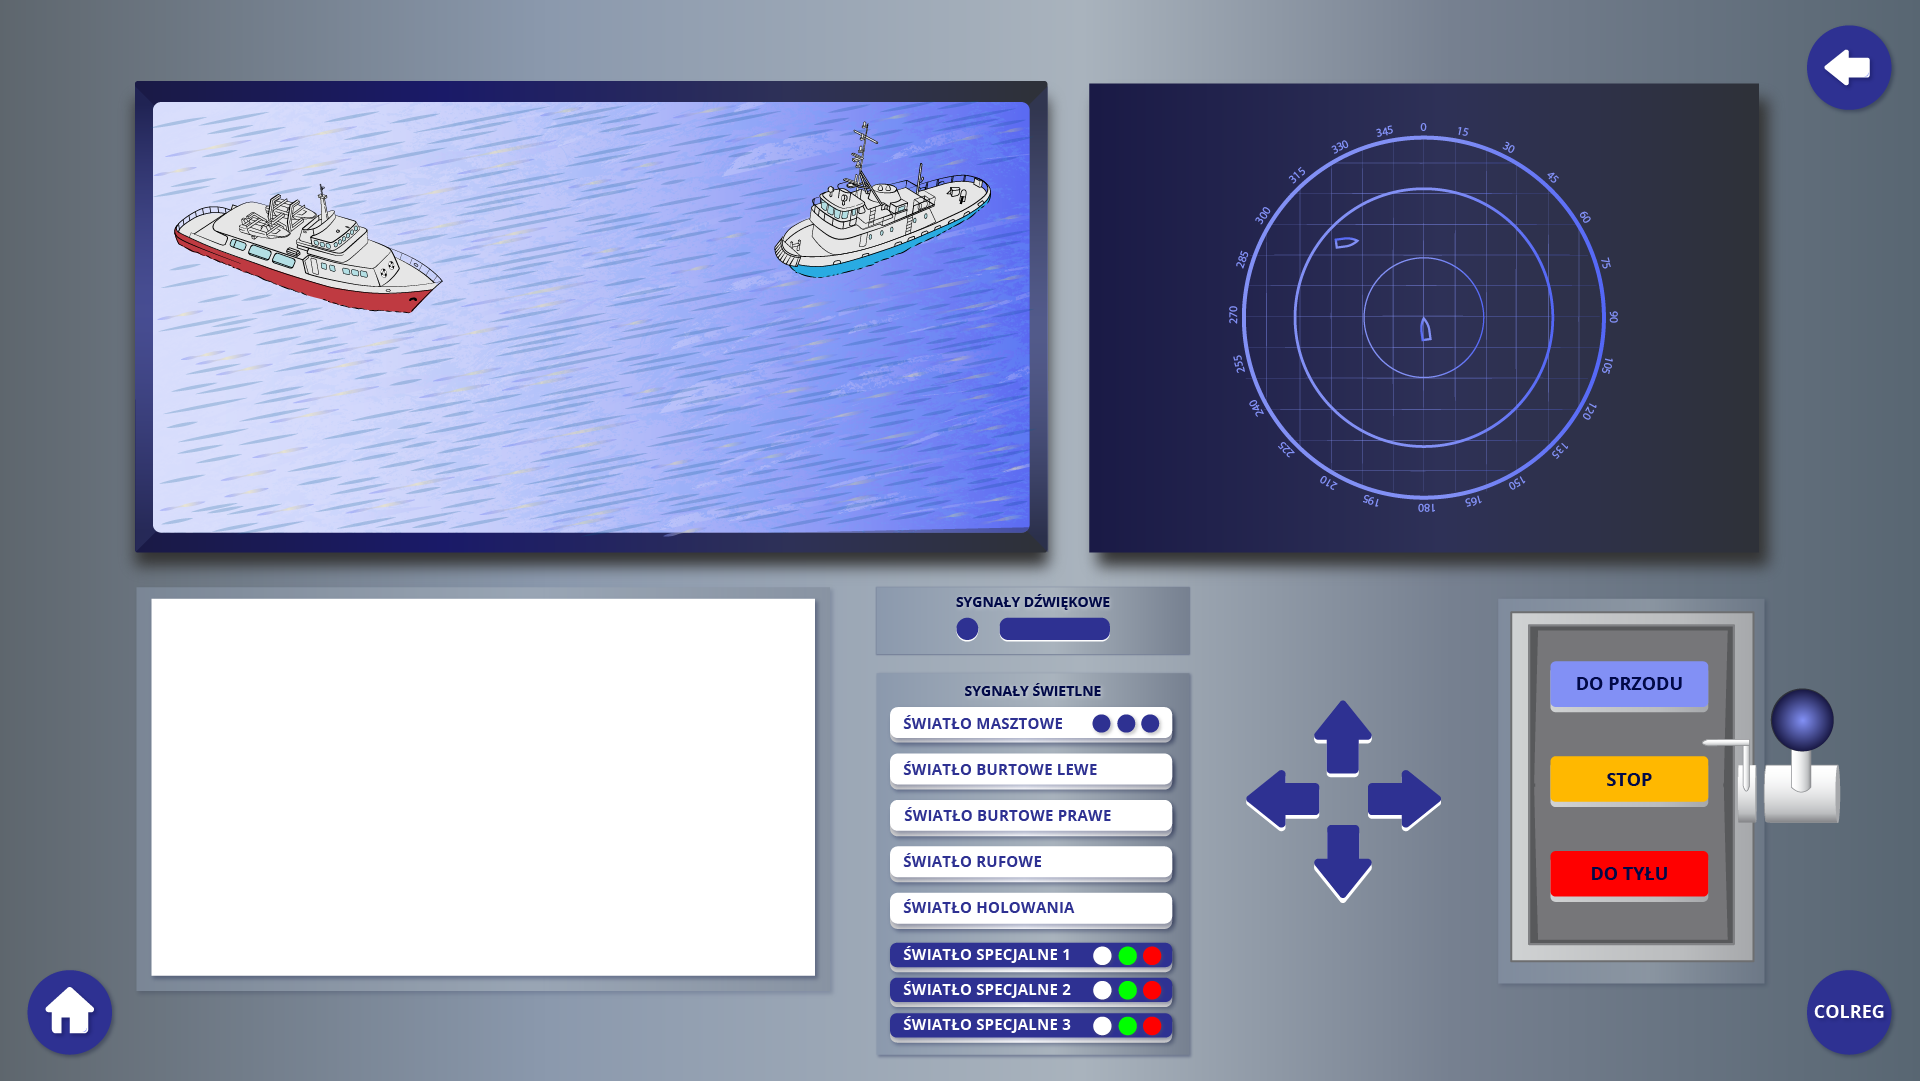 0
15
30
45
60
75
90
105
120
135
150
165
180
195
210
225
240
255
270
285
300
315
330
345
SYGNAŁY DŹWIĘKOWE
SYGNAŁY ŚWIETLNE
ŚWIATŁO MASZTOWE
ŚWIATŁO BURTOWE LEWE
ŚWIATŁO BURTOWE PRAWE
ŚWIATŁO RUFOWE
ŚWIATŁO HOLOWANIA
ŚWIATŁO SPECJALNE 1
ŚWIATŁO SPECJALNE 2
ŚWIATŁO SPECJALNE 3
DO PRZODU
STOP
DO TYŁU
COLREG